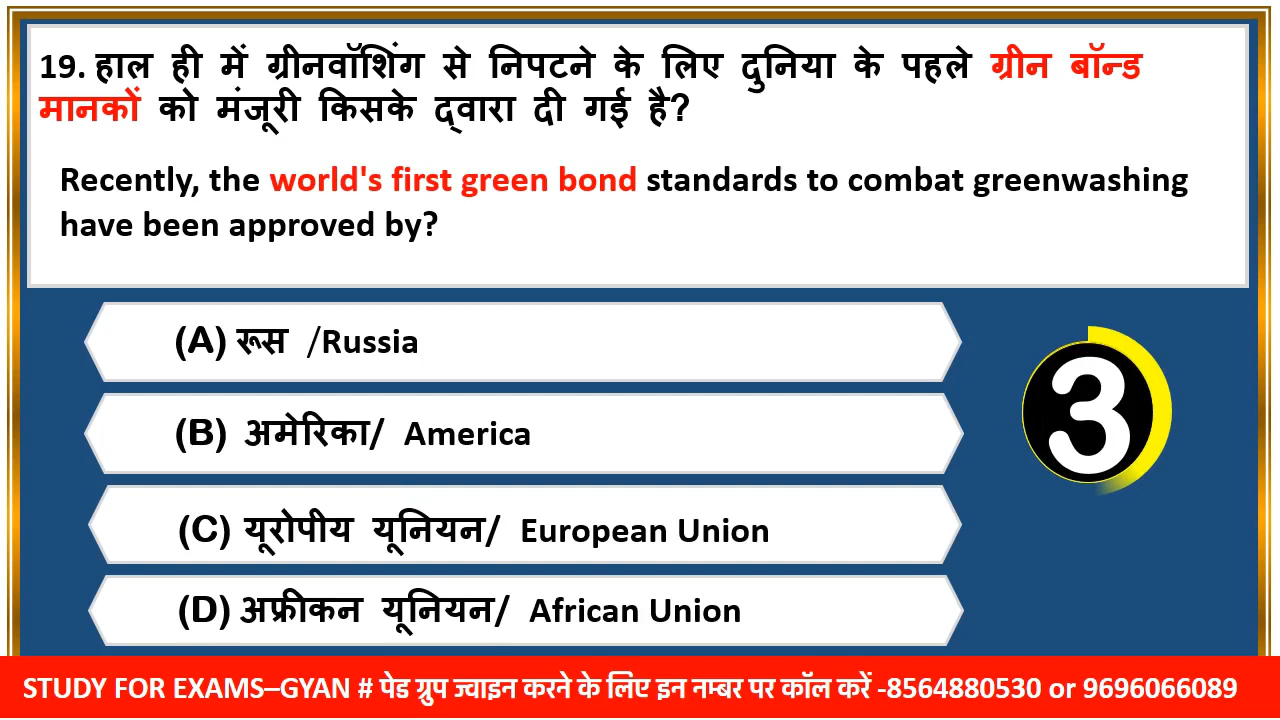 19. हाल ही में ग्रीनवॉशिंग से निपटने के लिए दुनिया के पहले ग्रीन बॉन्ड
मानकों को मंजूरी किसके द्वारा दी गई है?
Recently, the world's first green bond standards to combat greenwashing
have been approved by?
(A) रूस /Russia
(B) अमेरिका/ America
3
(C) यूरोपीय यूनियन/ European Union
(D) अफ्रीकन यूनियन/ African Union
STUDY FOR EXAMS–GYAN # पेड ग्रुप ज्वाइन करने के लिए इन नम्बर पर कॉल करें -8564880530 or 9696066089